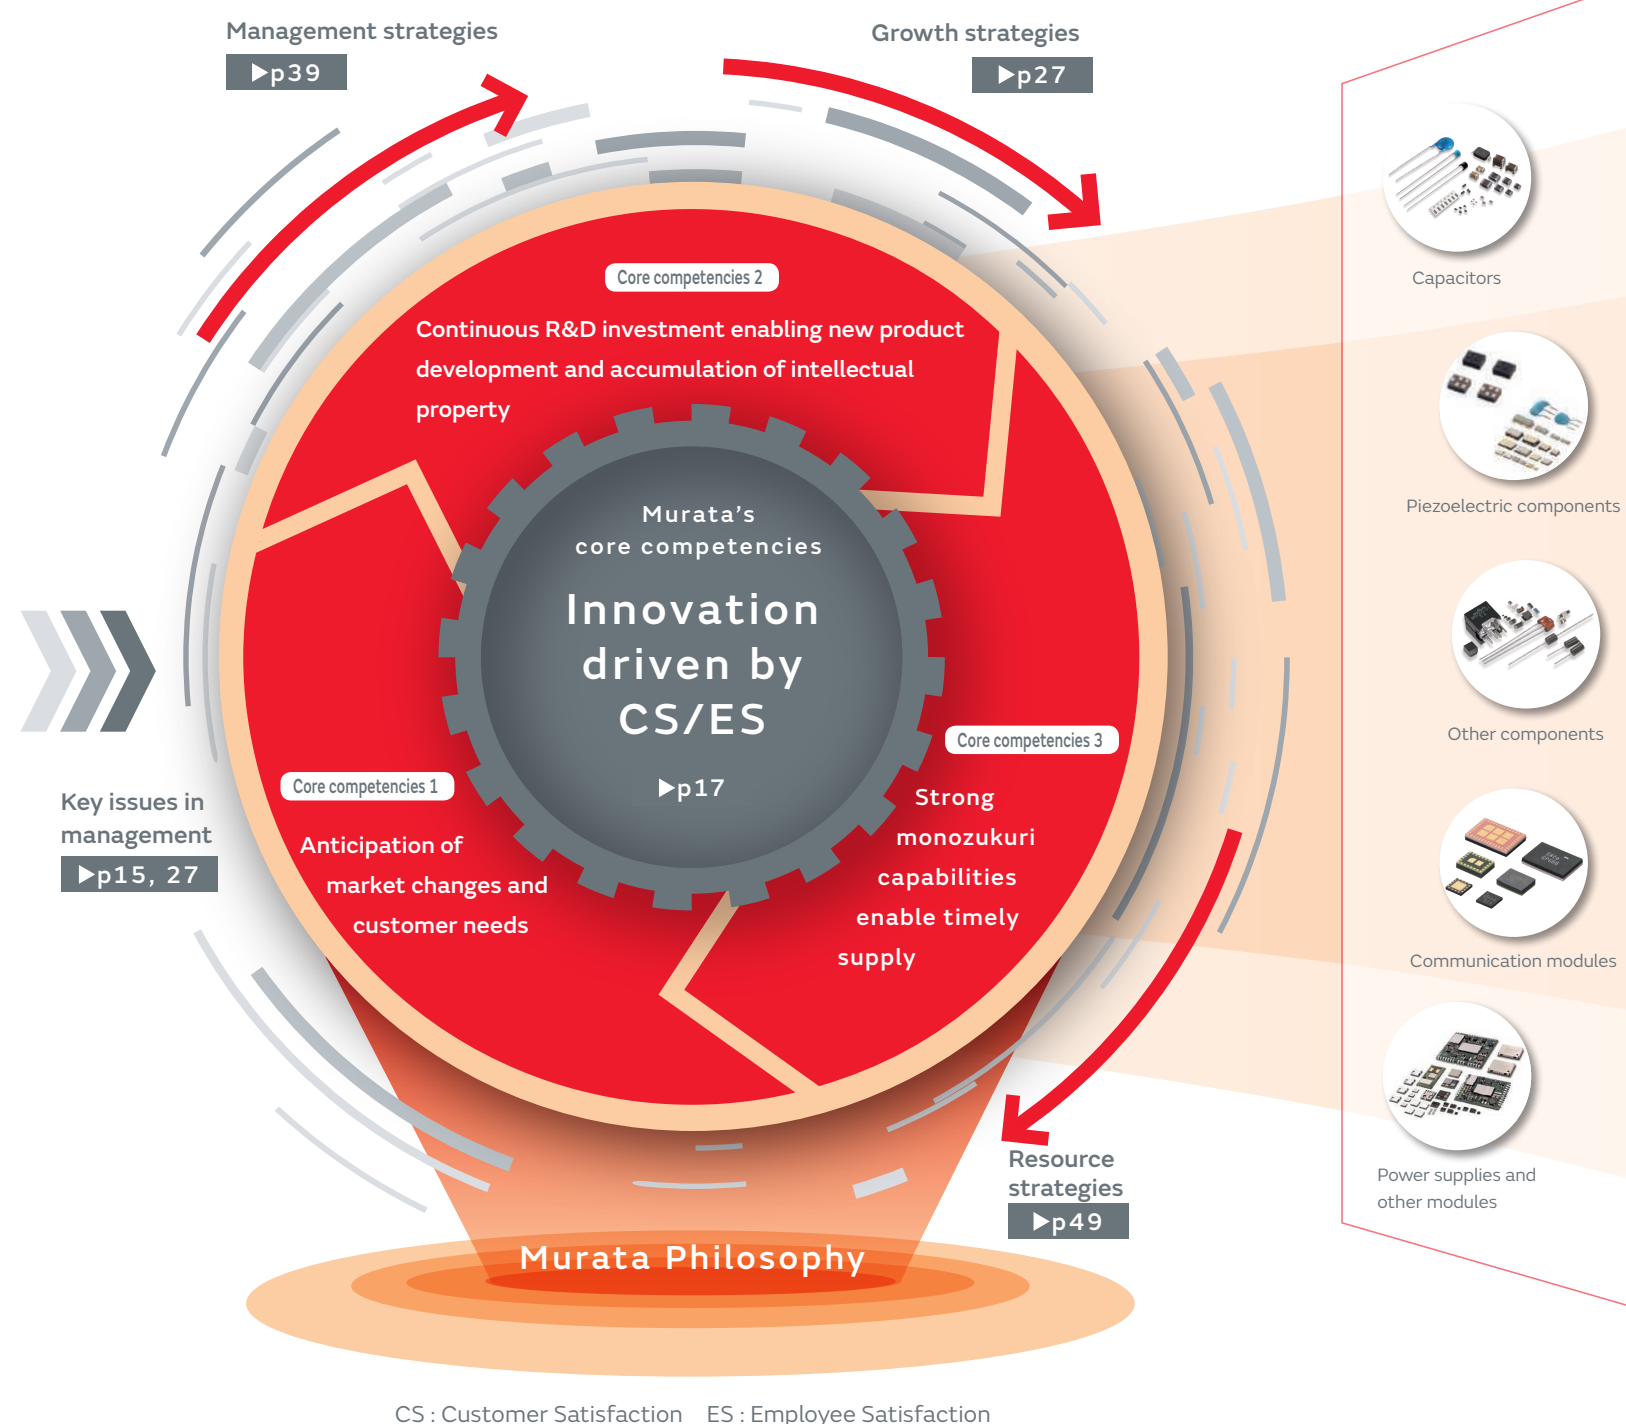 Management strategies
▶p39
Growth strategies
▶p27
Core competencies 2
Continuous R&D investment enabling new product
development and accumulation of intellectual
property
Murata's
core competencies
Innovation
driven by
CS/ES
▶p17
Key issues in
management
▶p15, 27
Core competencies 1
Anticipation of
market changes and
customer needs
Core competencies 3
Strong
monozukuri
capabilities
enable timely
supply
Resource
strategies
▶p49
Murata Philosophy
CS : Customer Satisfaction ES : Employee Satisfaction
Capacitors
Piezoelectric components
Other components
Communication modules
Power supplies and
other modules